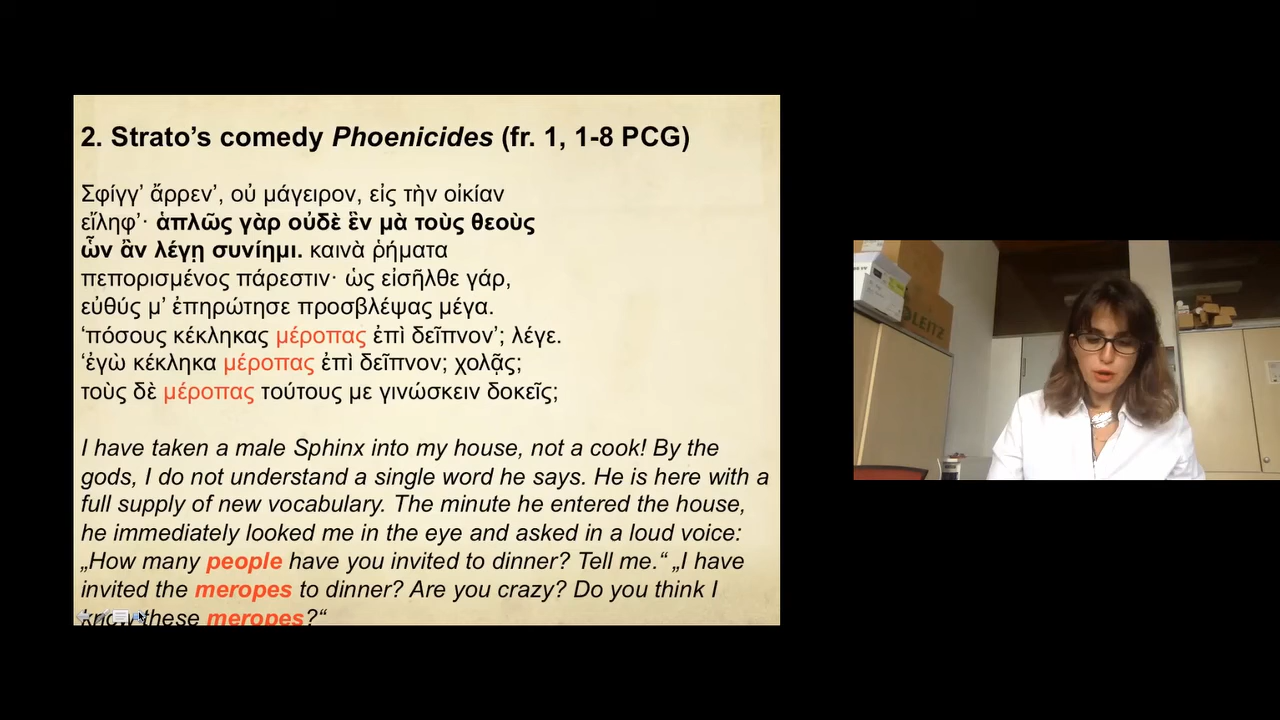 2. Strato’s comedy Phoenicides (fr. 1, 1-8 PCG)
Σφίγγ’ ἄρρεν’, οὐ μάγειρον, εἰς τὴν οἰκίαν
εἴληφ’· ἁπλῶς γὰρ οὐδὲ ἓν μὰ τοὺς θεοὺς
ὧν ἂν λέγῃ συνίημι. καινὰ ῥήματα
πεπορισμένος πάρεστιν· ὡς εἰσῆλθε γάρ,
εὐθύς μ’ ἐπηρώτησε προσβλέψας μέγα.
‘πόσους κέκληκας μέροπας ἐπὶ δεῖπνον’; λέγε.
‘ἐγὼ κέκληκα μέροπας ἐπὶ δεῖπνον; χολᾷς;
τοὺς δὲ μέροπας τούτους με γινώσκειν δοκεῖς;
I have taken a male Sphinx into my house, not a cook! By the
gods, I do not understand a single word he says. He is here with a
full supply of new vocabulary. The minute he entered the house,
he immediately looked me in the eye and asked in a loud voice:
„How many people have you invited to dinner? Tell me.“ „I have
invited the meropes to dinner? Are you crazy? Do you think I
know these meropes?“
LEITZ